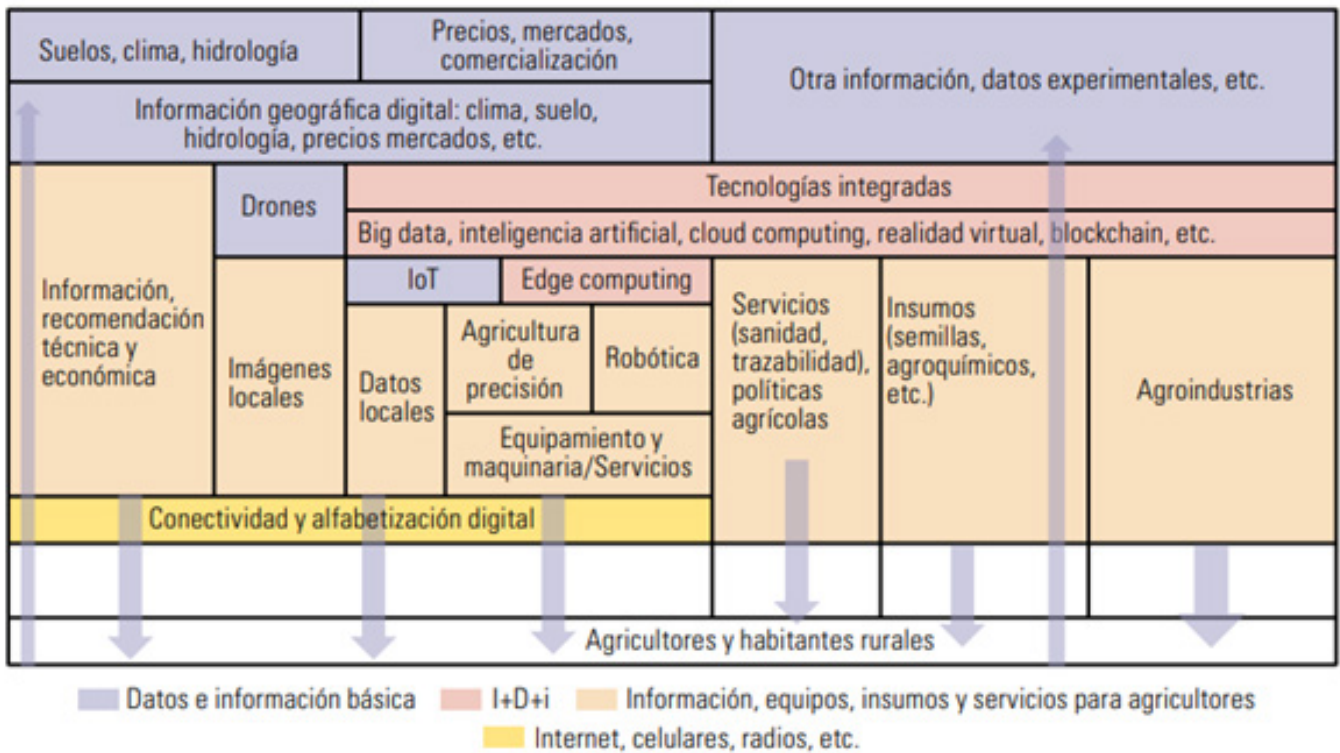 Suelos, clima, hidrología
Precios, mercados,
comercialización
Otra información, datos experimentales, etc.
Información geográfica digital: clima, suelo,
hidrología, precios mercados, etc.
Drones
Tecnologías integradas
Big data, inteligencia artificial, cloud computing, realidad virtual, blockchain, etc.
Información,
recomendación
técnica y
económica
Imágenes
locales
IoT
Edge computing
Datos
locales
Agricultura
de
precisión
Robótica
Equipamiento y
maquinaria/Servicios
Servicios
(sanidad,
trazabilidad),
políticas
agrícolas
Insumos
(semillas,
agroquímicos,
etc.)
Agroindustrias
Conectividad y alfabetización digital
Agricultores y habitantes rurales
Datos e información básica
I+D+i
Información, equipos, insumos y servicios para agricultores
Internet, celulares, radios, etc.